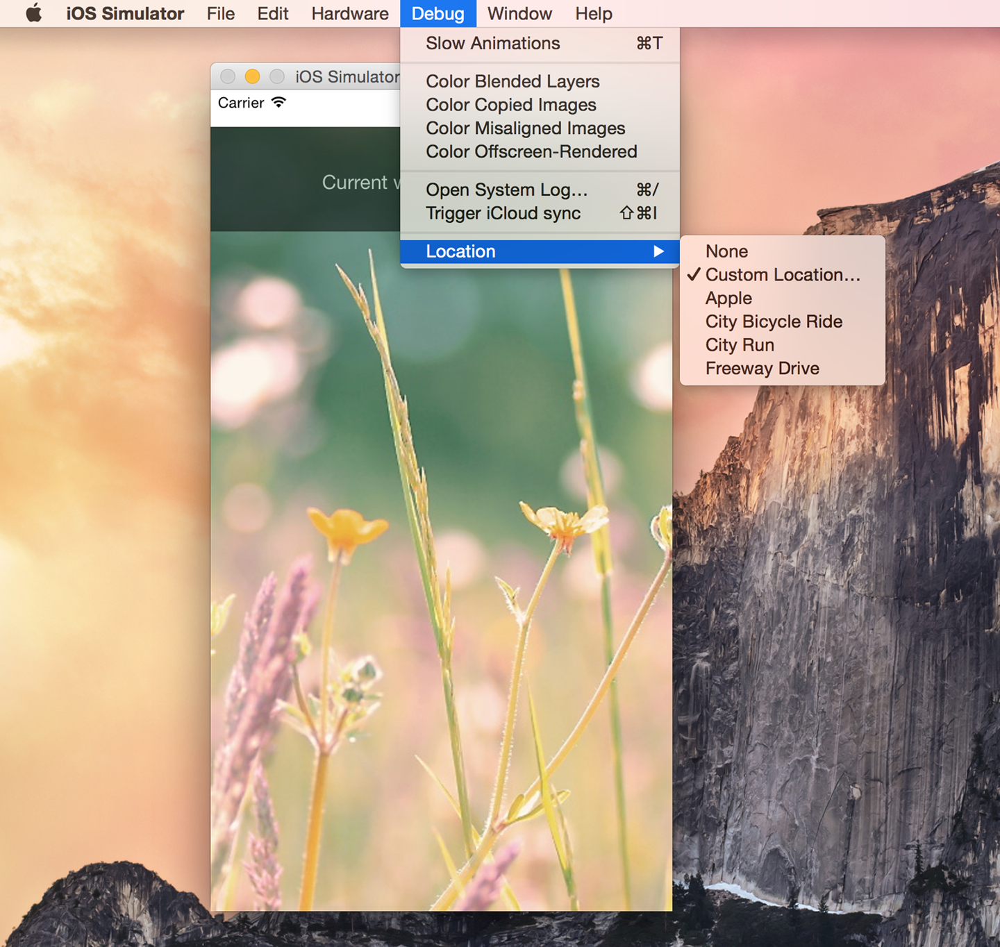 iOS Simulator File Edit Hardware Debug Window Help
Slow Animations ⌘T
Color Blended Layers
Color Copied Images
Color Misaligned Images
Color Offscreen-Rendered
Open System Log... ⌘/
Trigger iCloud sync ⇧⌘I
Location ▶
None
✓ Custom Location...
Apple
City Bicycle Ride
City Run
Freeway Drive
iOS Simulator
Carrier
Current